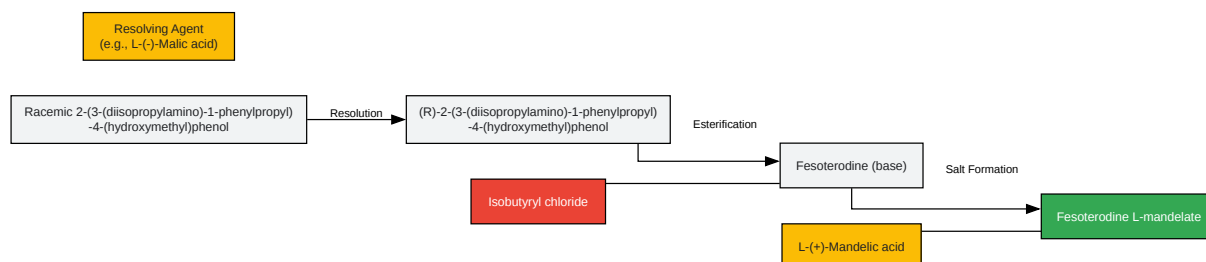 Resolving Agent
(e.g., L-(-)-Malic acid)
Racemic 2-(3-(diisopropylamino)-1-phenylpropyl)
-4-(hydroxymethyl)phenol
Resolution
(R)-2-(3-(diisopropylamino)-1-phenylpropyl)
-4-(hydroxymethyl)phenol
Esterification
Fesoterodine (base)
Salt Formation
Isobutyryl chloride
Fesoterodine L-mandelate
L-(+)-Mandelic acid